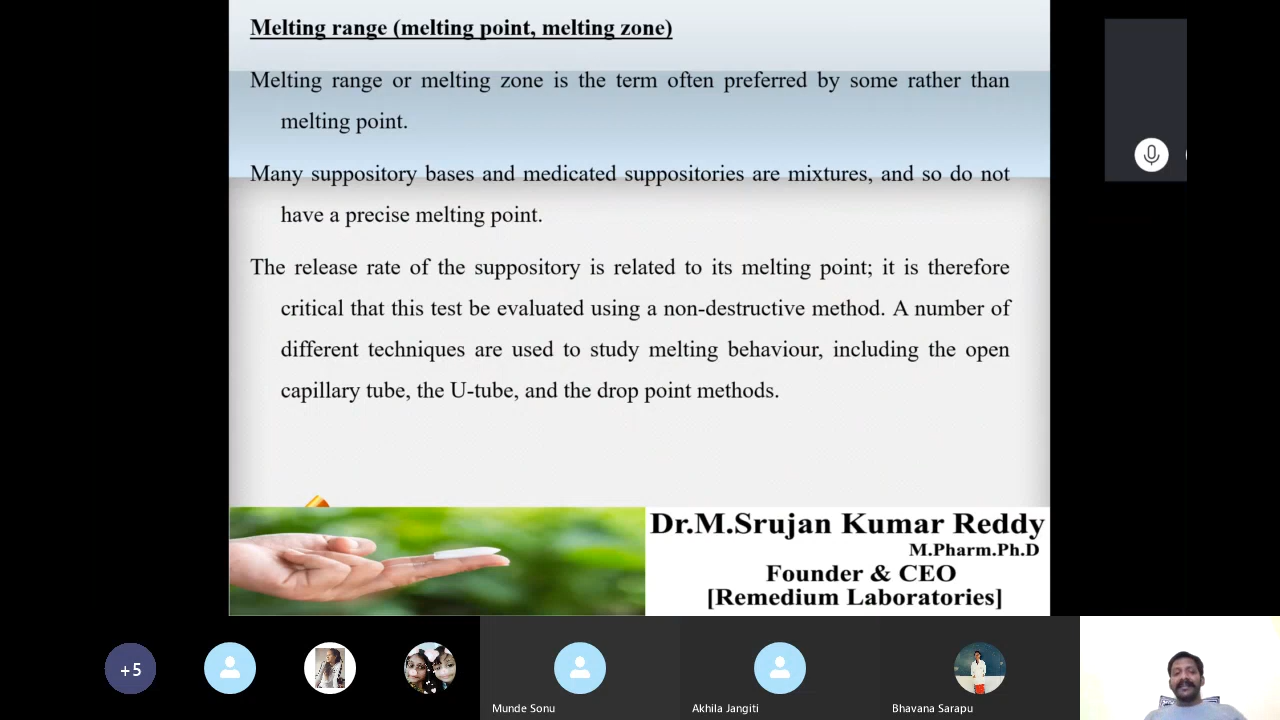 Melting range (melting point, melting zone)
Melting range or melting zone is the term often preferred by some rather than
melting point.
Many suppository bases and medicated suppositories are mixtures, and so do not
have a precise melting point.
The release rate of the suppository is related to its melting point; it is therefore
critical that this test be evaluated using a non-destructive method. A number of
different techniques are used to study melting behaviour, including the open
capillary tube, the U-tube, and the drop point methods.
Dr.M.Srujan Kumar Reddy
M.Pharm.Ph.D
Founder & CEO
[Remedium Laboratories]
+5
Munde Sonu
Akhila Jangiti
Bhavana Sarapu